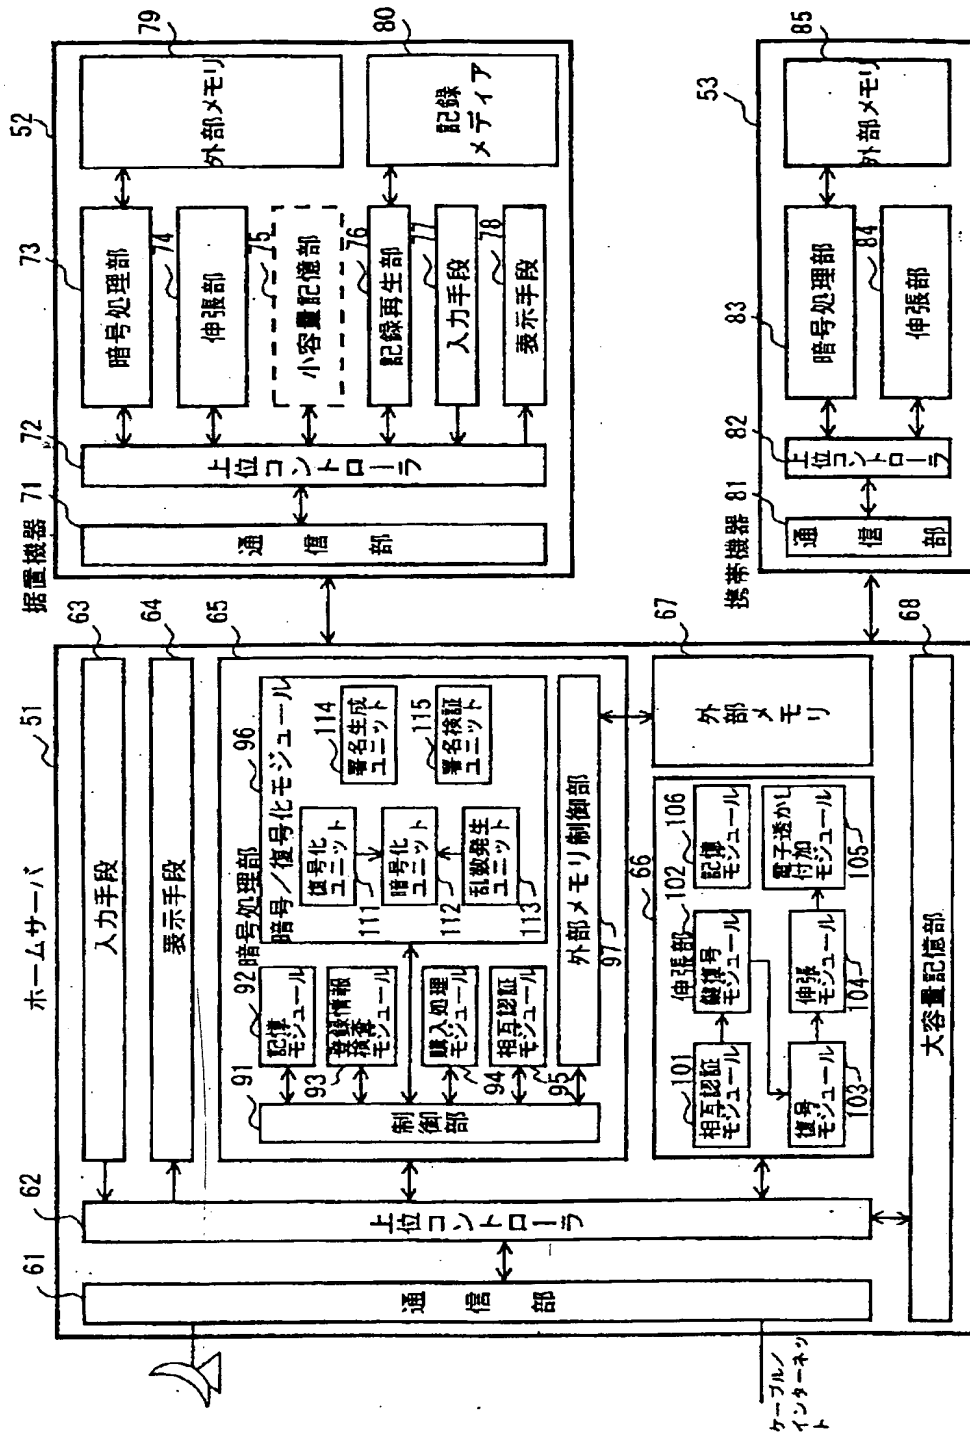 ホームサーバ
51
61
通信部
62
上位コントローラ
63
入力手段
64
表示手段
65
暗号処理部
91
制御部
92
記憶
モジュール
93
登録情報
検査
モジュール
94
購入処理
モジュール
95
相互認証
モジュール
96
暗号/復号化モジュール
111
復号化
ユニット
112
暗号化
ユニット
113
乱数発生
ユニット
114
署名生成
ユニット
115
署名検証
ユニット
97
外部メモリ制御部
66
伸張部
101
相互認証
モジュール
102
鍵復号
モジュール
103
復号
モジュール
104
伸張
モジュール
105
電子透かし
付加
モジュール
106
記憶
モジュール
67
外部
メモリ
68
大容量記憶部
ケーブル/
インターネッ
ト
据置機器
52
71
通信部
72
上位コントローラ
73
暗号処理部
74
伸張部
75
小容量記憶部
76
記録再生部
77
入力手段
78
表示手段
79
外部メモリ
80
記録
メディア
携帯機器
53
81
通信部
82
上位コントローラ
83
暗号処理部
84
伸張部
85
外部メモリ